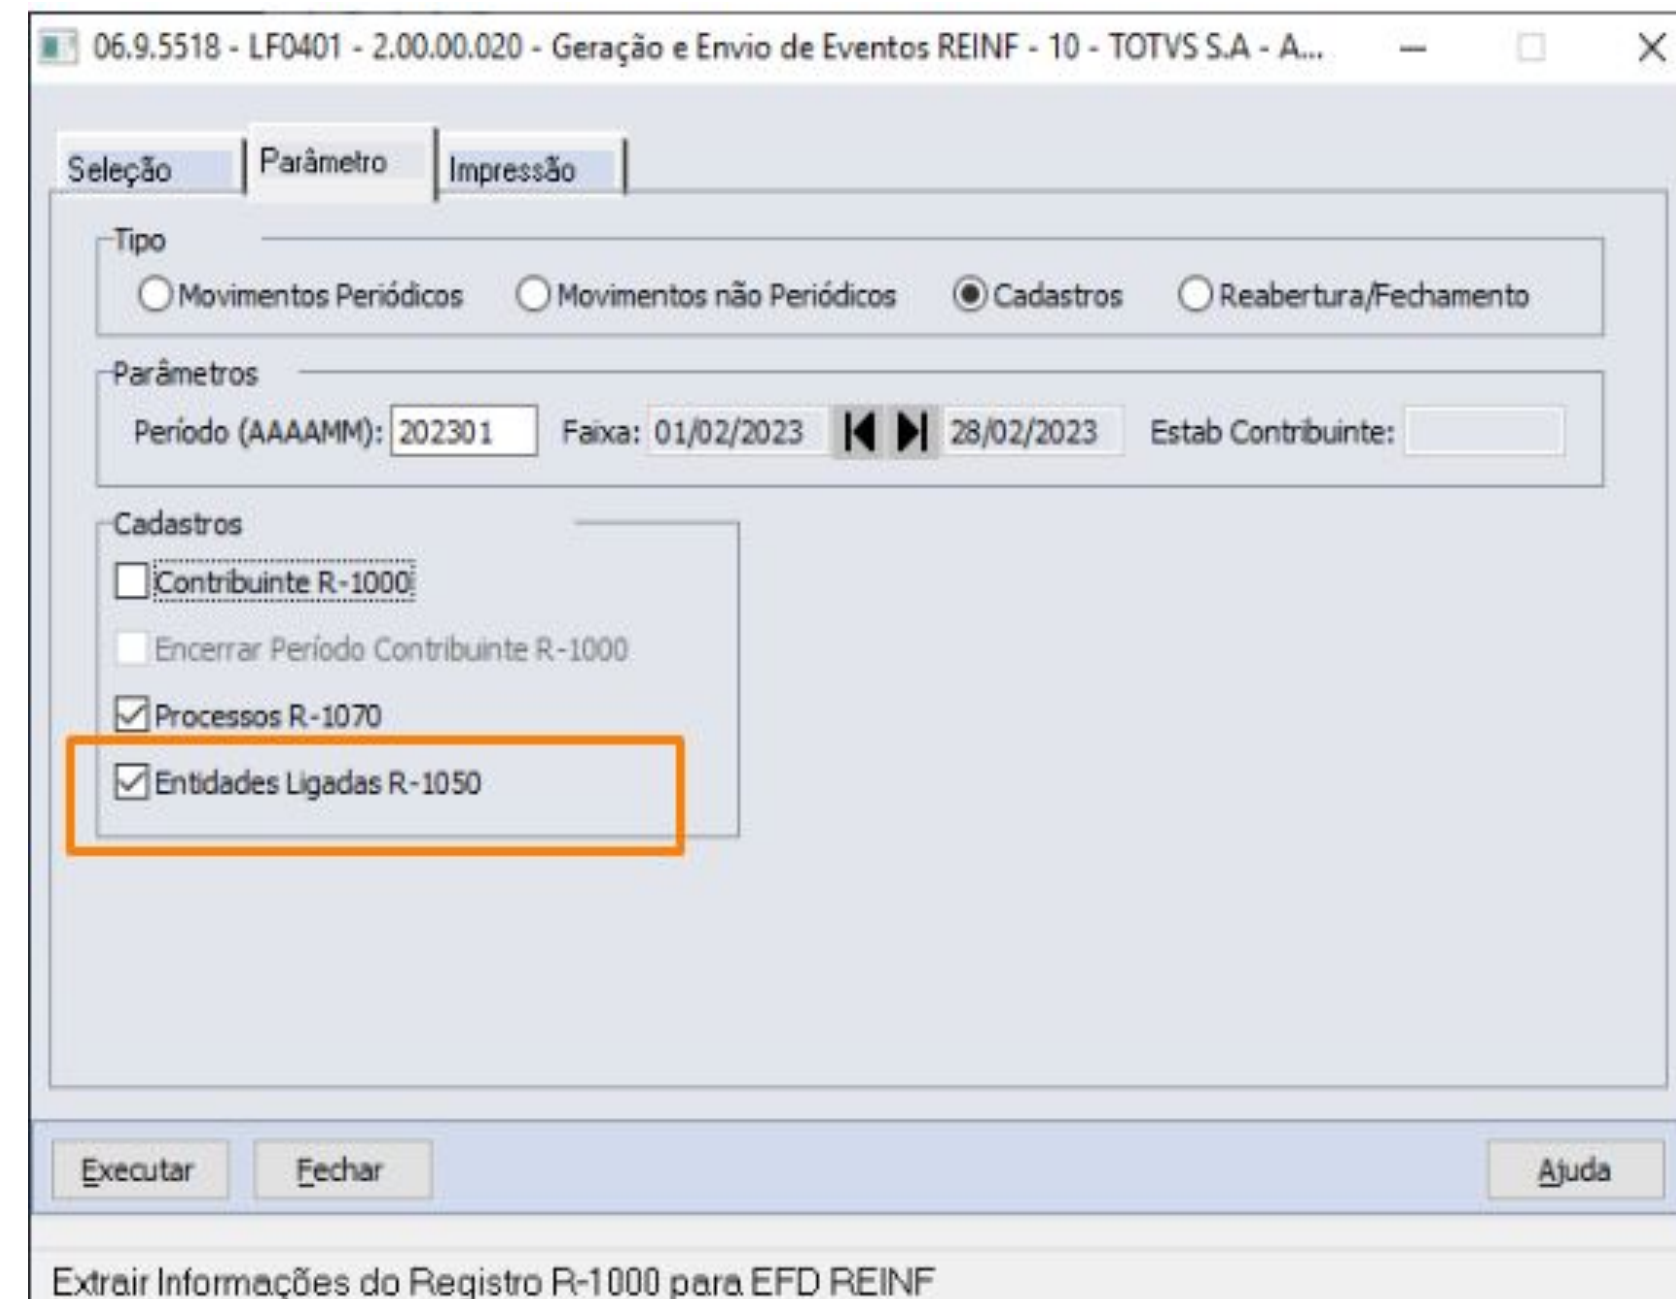 06.9.5518 - LF0401 - 2.00.00.020 - Geração e Envio de Eventos REINF - 10 - TOTVS S.A - A...
Seleção Parâmetro Impressão
Tipo
Movimentos Periódicos Movimentos não Periódicos Cadastros Reabertura/Fechamento
Parâmetros
Período (AAAAMM): 202301 Faixa: 01/02/2023 28/02/2023 Estab Contribuinte:
Cadastros
Contribuinte R-1000
Encerrar Período Contribuinte R-1000
Processos R-1070
Entidades Ligadas R-1050
Executar Fechar Ajuda
Extrair Informações do Registro R-1000 para EFD REINF